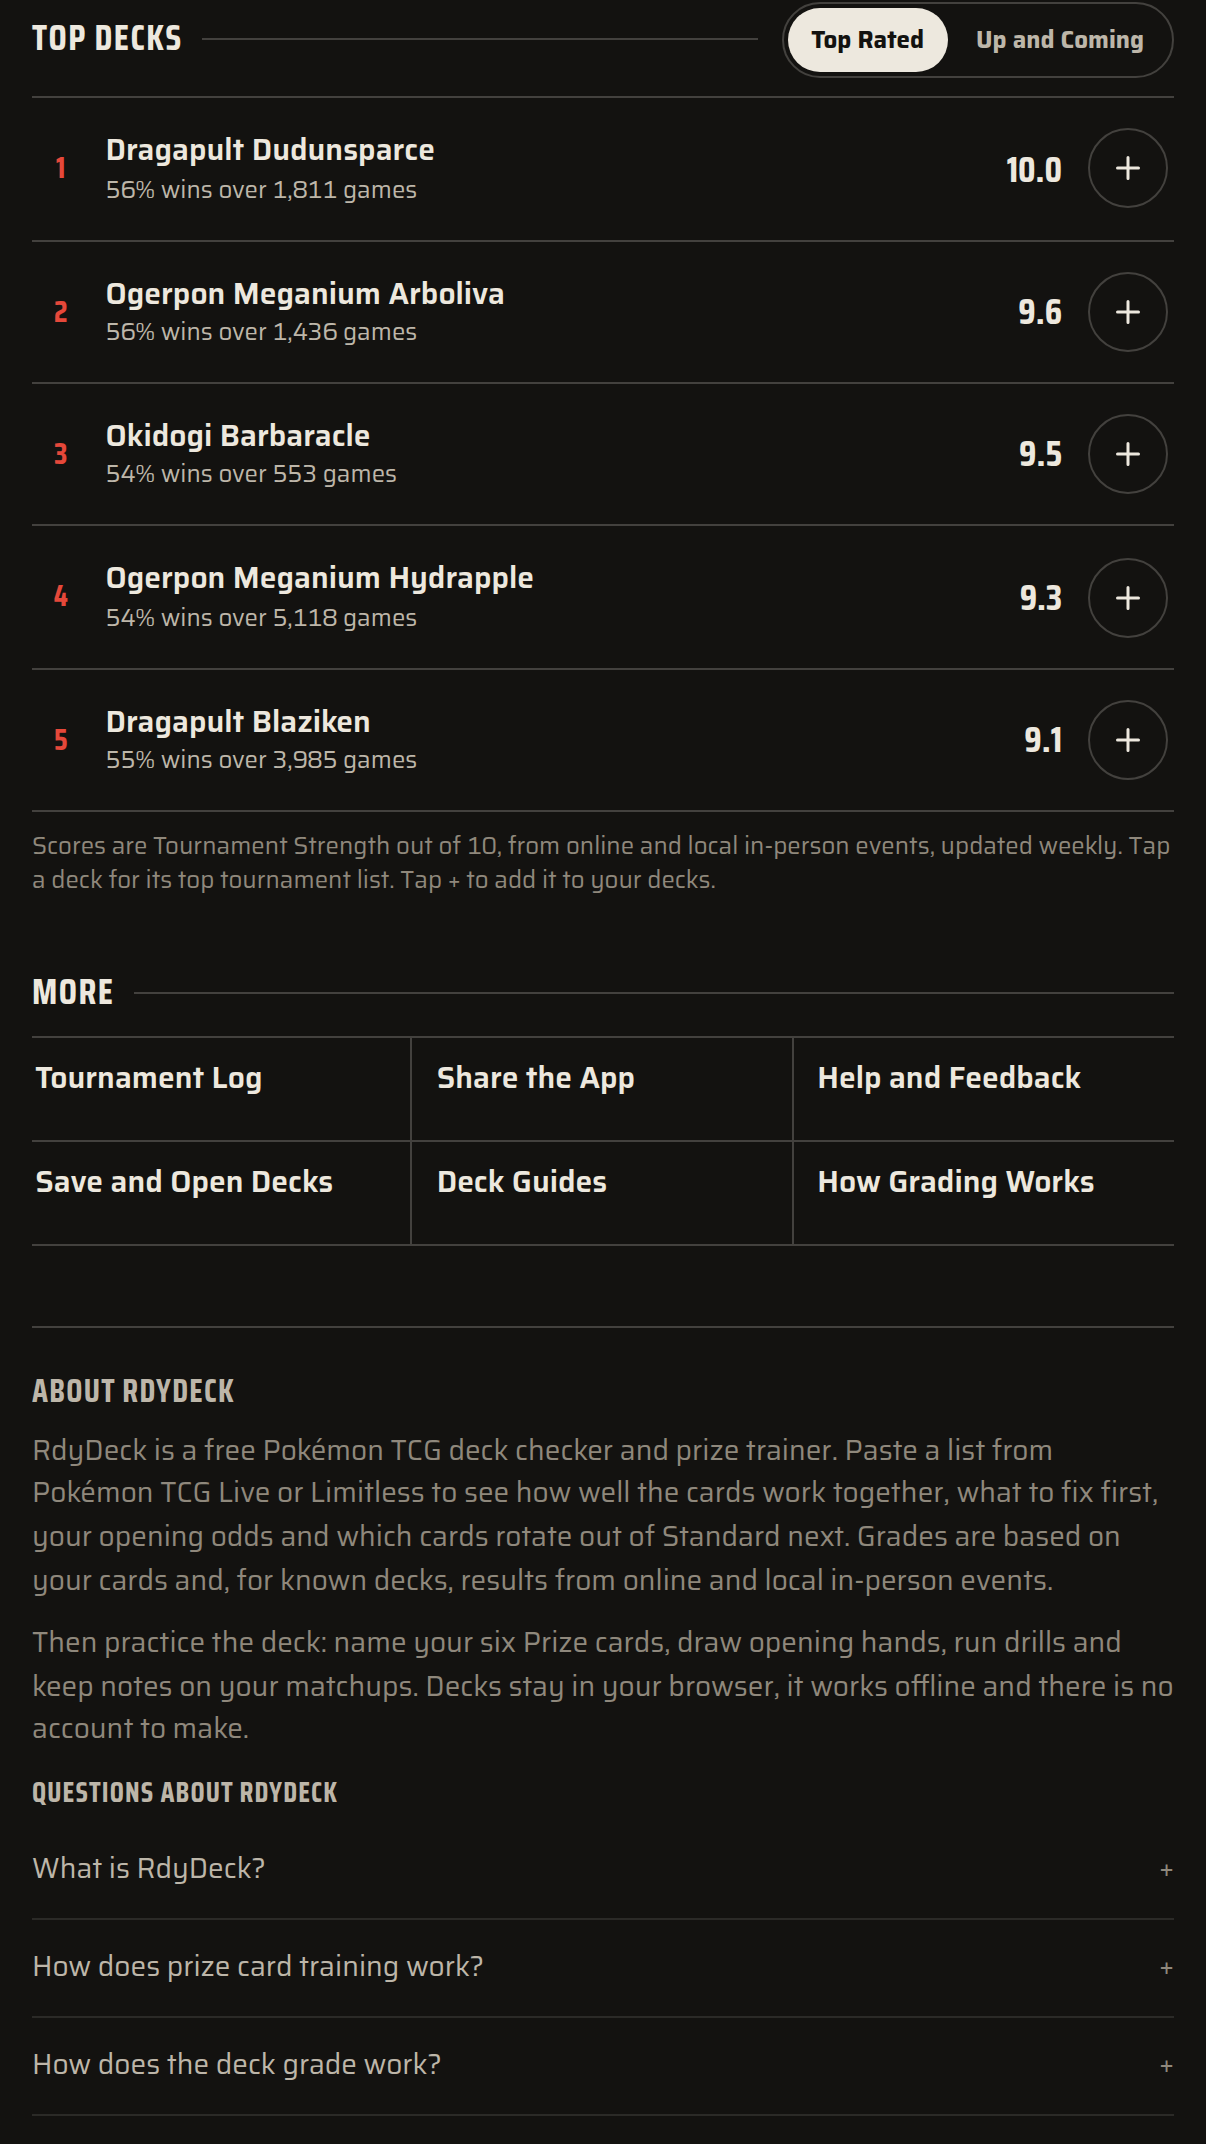 TOP DECKS
Top Rated
Up and Coming
1
Dragapult Dudunsparce
56% wins over 1,811 games
10.0
+
2
Ogerpon Meganium Arboliva
56% wins over 1,436 games
9.6
+
3
Okidogi Barbaracle
54% wins over 553 games
9.5
+
4
Ogerpon Meganium Hydrapple
54% wins over 5,118 games
9.3
+
5
Dragapult Blaziken
55% wins over 3,985 games
9.1
+
Scores are Tournament Strength out of 10, from online and local in-person events, updated weekly. Tap
a deck for its top tournament list. Tap + to add it to your decks.
MORE
Tournament Log
Share the App
Help and Feedback
Save and Open Decks
Deck Guides
How Grading Works
ABOUT RDYDECK
RdyDeck is a free Pokémon TCG deck checker and prize trainer. Paste a list from
Pokémon TCG Live or Limitless to see how well the cards work together, what to fix first,
your opening odds and which cards rotate out of Standard next. Grades are based on
your cards and, for known decks, results from online and local in-person events.
Then practice the deck: name your six Prize cards, draw opening hands, run drills and
keep notes on your matchups. Decks stay in your browser, it works offline and there is no
account to make.
QUESTIONS ABOUT RDYDECK
What is RdyDeck?
+
How does prize card training work?
+
How does the deck grade work?
+